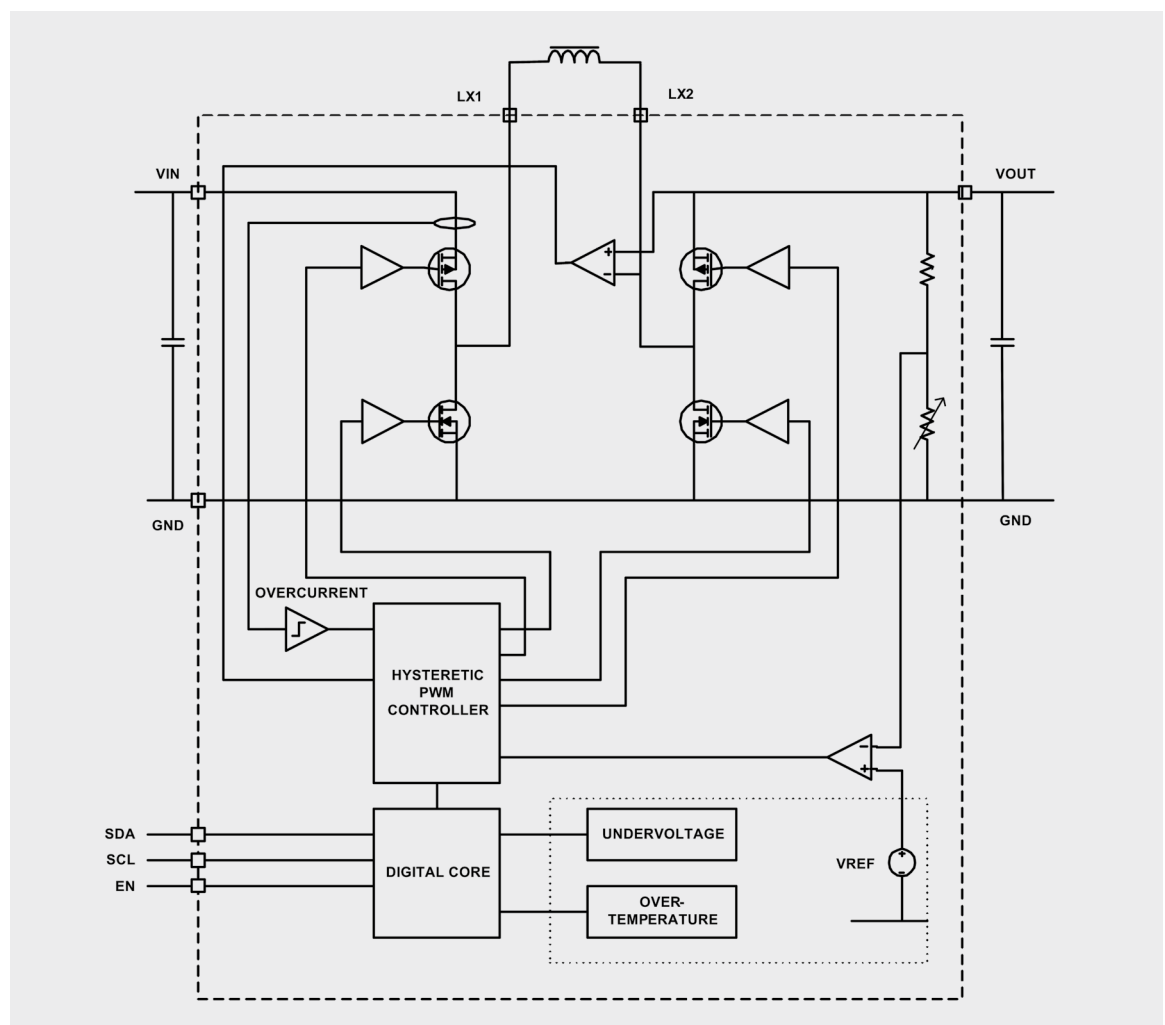 LX1
LX2
VIN
VOUT
+
−
GND
GND
OVERCURRENT
HYSTERETIC
PWM
CONTROLLER
−
+
SDA
SCL
EN
DIGITAL CORE
UNDERVOLTAGE
OVER-
TEMPERATURE
VREF
+
−